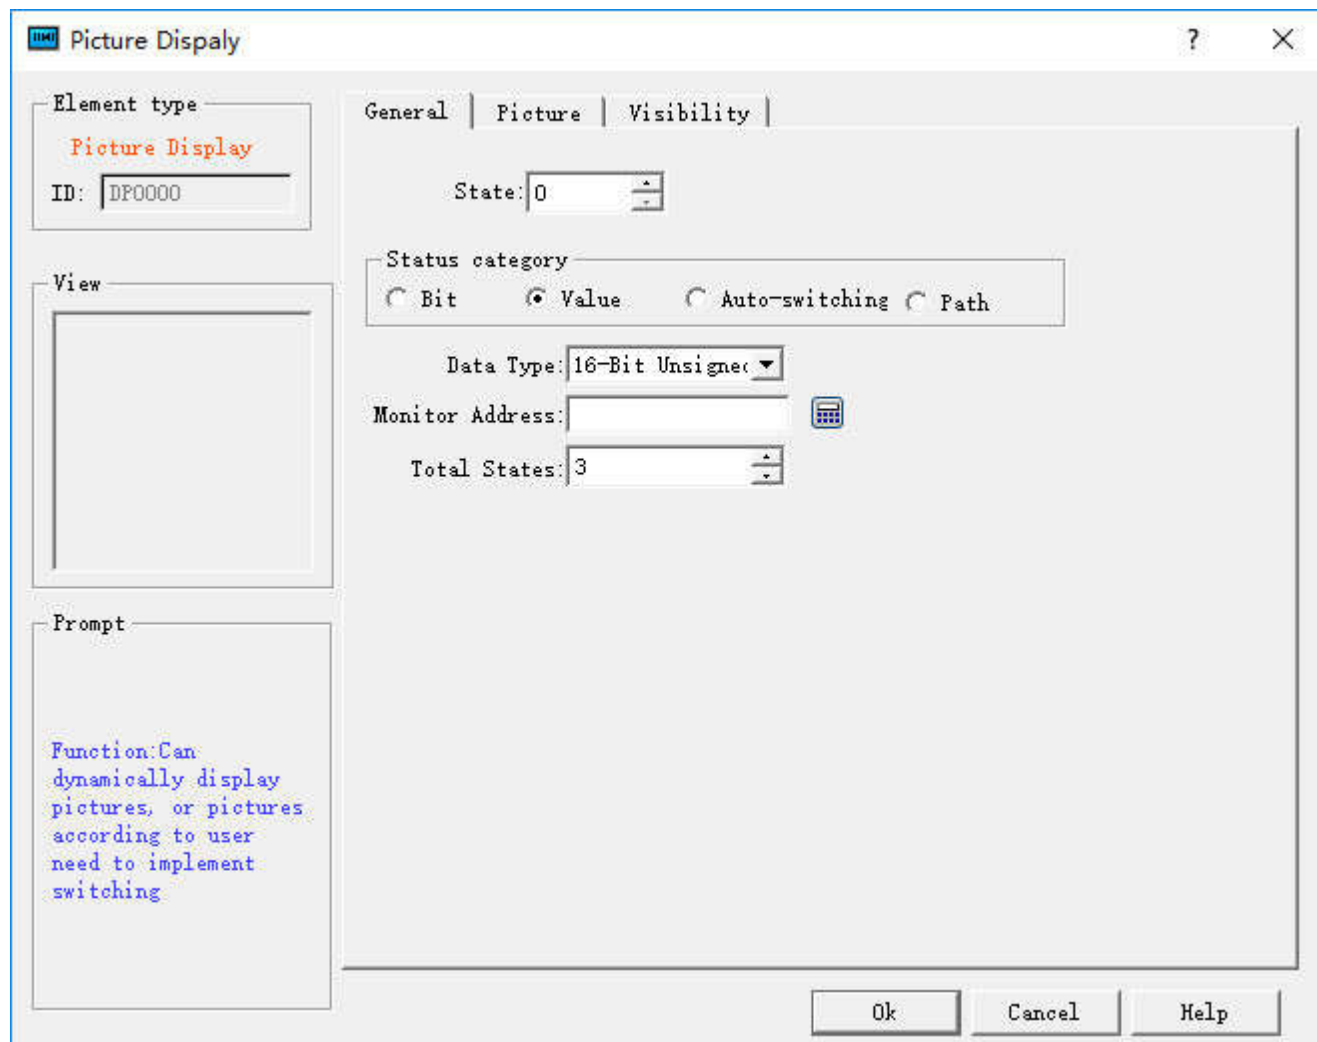 Picture Dispaly
?
Element type
Picture Display
ID: DP0000
General
Picture
Visibility
State: 0
Status category
Bit
Value
Auto-switching
Path
Data Type: 16-Bit Unsigned
Monitor Address:
Total States: 3
View
Prompt
Function:Can
dynamically display
pictures, or pictures
according to user
need to implement
switching
Ok
Cancel
Help